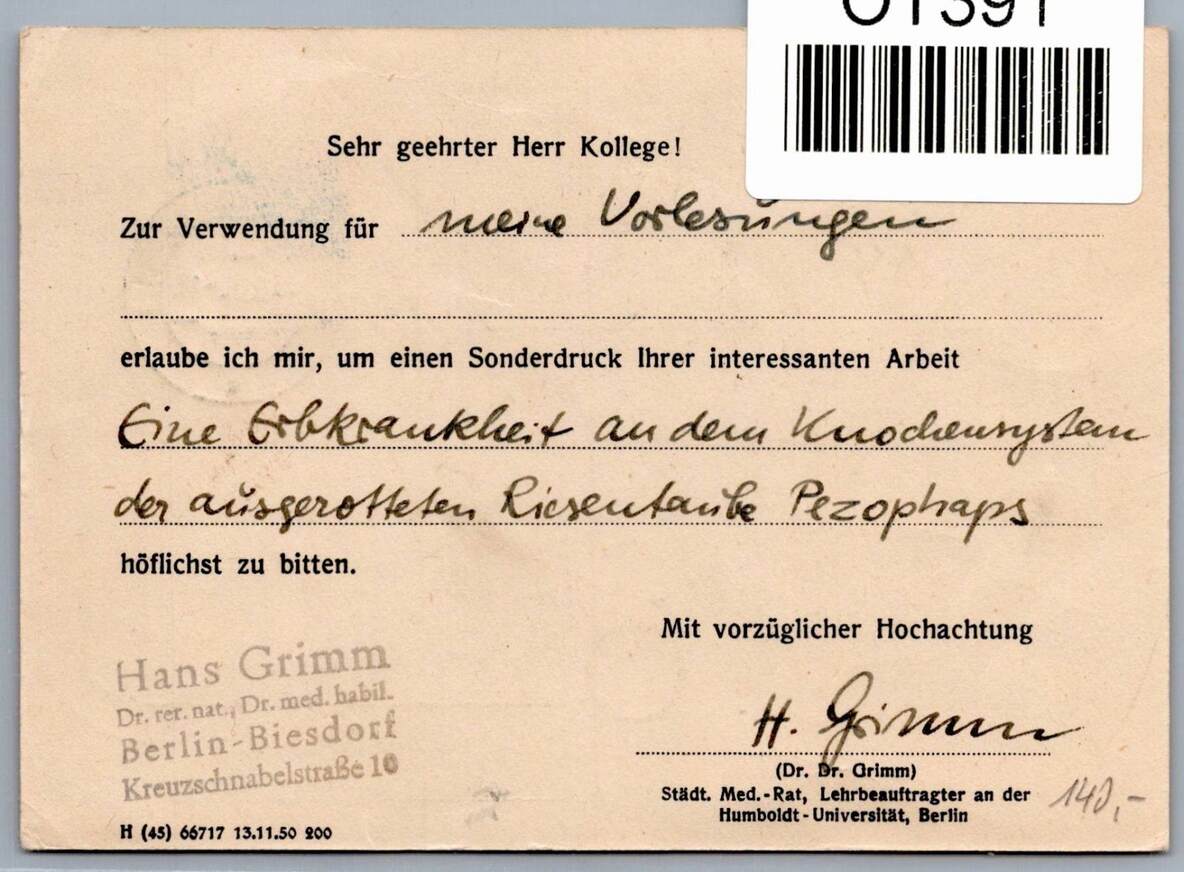 01391
Sehr geehrter Herr Kollege!
Zur Verwendung für meine Vorlesungen
erlaube ich mir, um einen Sonderdruck Ihrer interessanten Arbeit
Eine Erbkrankheit an dem Knochensystem
der ausgerotteten Riesentaube Pezophaps
höflichst zu bitten.
Mit vorzüglicher Hochachtung
H. Grimm
(Dr. Dr. Grimm)
Städt. Med.-Rat, Lehrbeauftragter an der
Humboldt-Universität, Berlin
Hans Grimm
Dr. rer. nat., Dr. med. habil.
Berlin-Biesdorf
Kreuzschnabelstraße 10
H (45) 66717 13.11.50 200